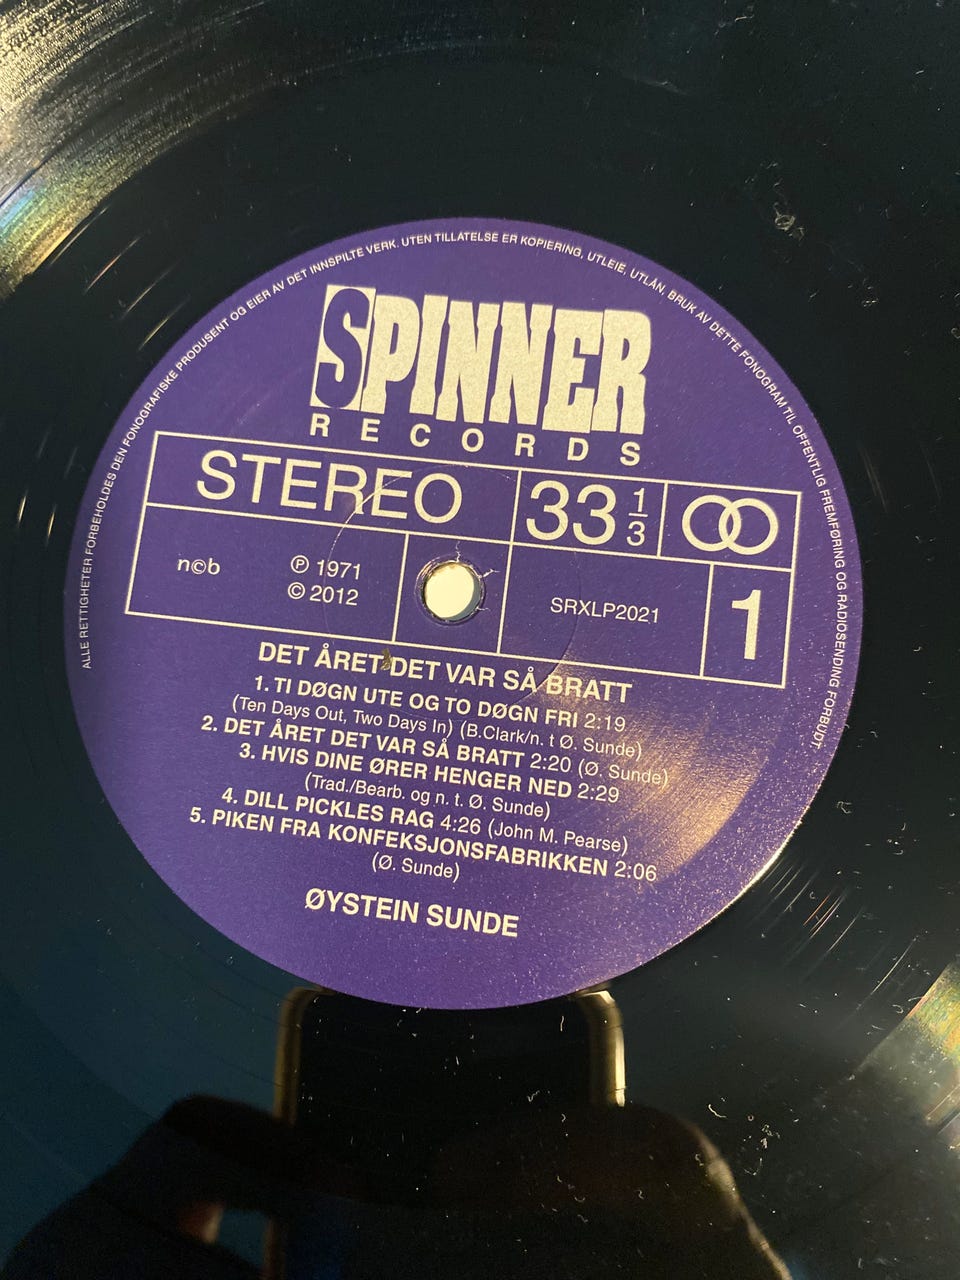 ALLE RETTIGHETER FORBEHOLDES DEN FONOGRAFISKE PRODUSENT OG EIER AV DET INNSPILTE VERK. UTEN TILLATELSE ER KOPIERING, UTLEIE, UTLÅN, BRUK AV DETTE FONOGRAM TIL OFFENTLIG FREMFØRING OG RADIOSENDING FORBUDT.
SPINNER
RECORDS
STEREO 33 1/3
n©b ℗ 1971
© 2012
SRXLP2021 1
DET ÅRET DET VAR SÅ BRATT
1. TI DØGN UTE OG TO DØGN FRI 2:19
(Ten Days Out, Two Days In) (B.Clark/n. t Ø. Sunde)
2. DET ÅRET DET VAR SÅ BRATT 2:20 (Ø. Sunde)
3. HVIS DINE ØRER HENGER NED 2:29
(Trad./Bearb. og n. t. Ø. Sunde)
4. DILL PICKLES RAG 4:26 (John M. Pearse)
5. PIKEN FRA KONFEKSJONSFABRIKKEN 2:06
(Ø. Sunde)
ØYSTEIN SUNDE